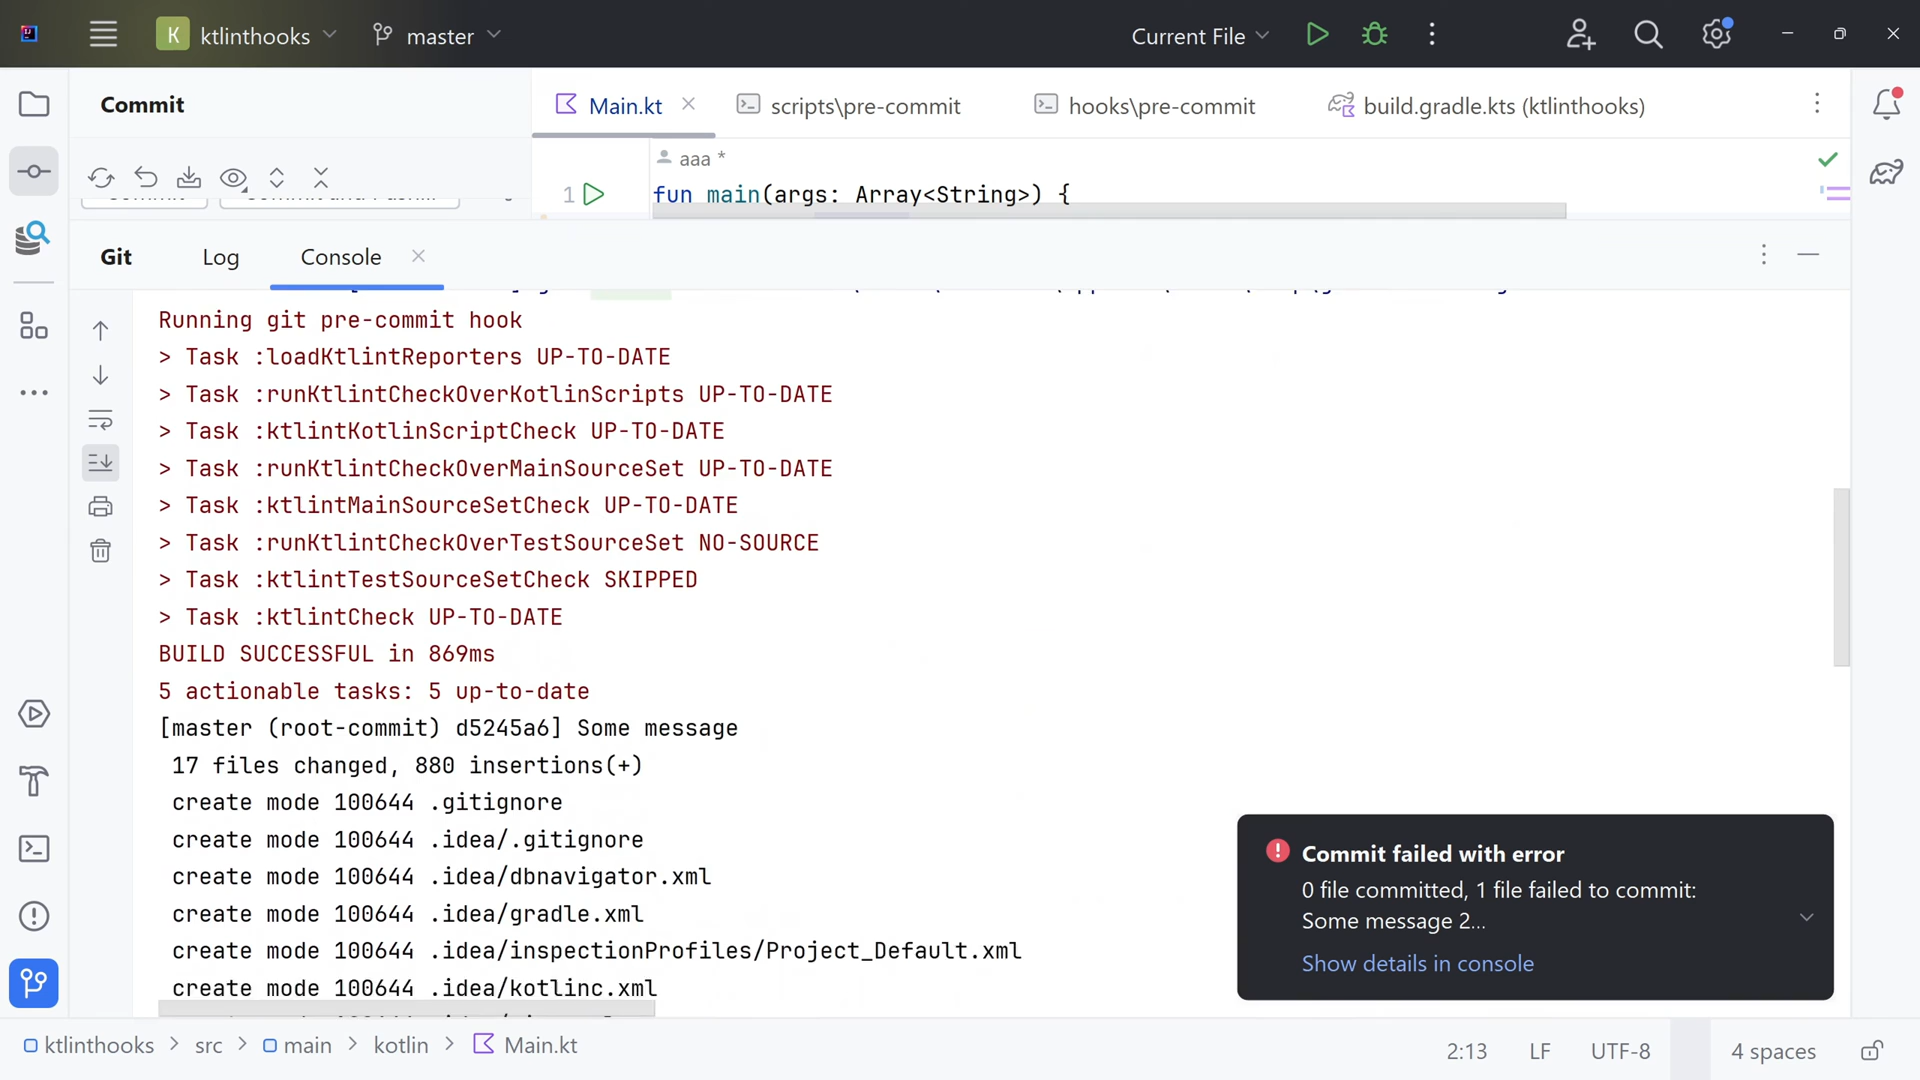 K ktlinthooks
master
Current File
Commit
Main.kt
scripts\pre-commit
hooks\pre-commit
build.gradle.kts (ktlinthooks)
aaa *
1
fun main(args: Array<String>) {
Git
Log
Console
Running git pre-commit hook
> Task :loadKtlintReporters UP-TO-DATE
> Task :runKtlintCheckOverKotlinScripts UP-TO-DATE
> Task :ktlintKotlinScriptCheck UP-TO-DATE
> Task :runKtlintCheckOverMainSourceSet UP-TO-DATE
> Task :ktlintMainSourceSetCheck UP-TO-DATE
> Task :runKtlintCheckOverTestSourceSet NO-SOURCE
> Task :ktlintTestSourceSetCheck SKIPPED
> Task :ktlintCheck UP-TO-DATE
BUILD SUCCESSFUL in 869ms
5 actionable tasks: 5 up-to-date
[master (root-commit) d5245a6] Some message
17 files changed, 880 insertions(+)
create mode 100644 .gitignore
create mode 100644 .idea/.gitignore
create mode 100644 .idea/dbnavigator.xml
create mode 100644 .idea/gradle.xml
create mode 100644 .idea/inspectionProfiles/Project_Default.xml
create mode 100644 .idea/kotlinc.xml
Commit failed with error
0 file committed, 1 file failed to commit:
Some message 2...
Show details in console
ktlinthooks > src > main > kotlin > Main.kt
2:13
LF
UTF-8
4 spaces